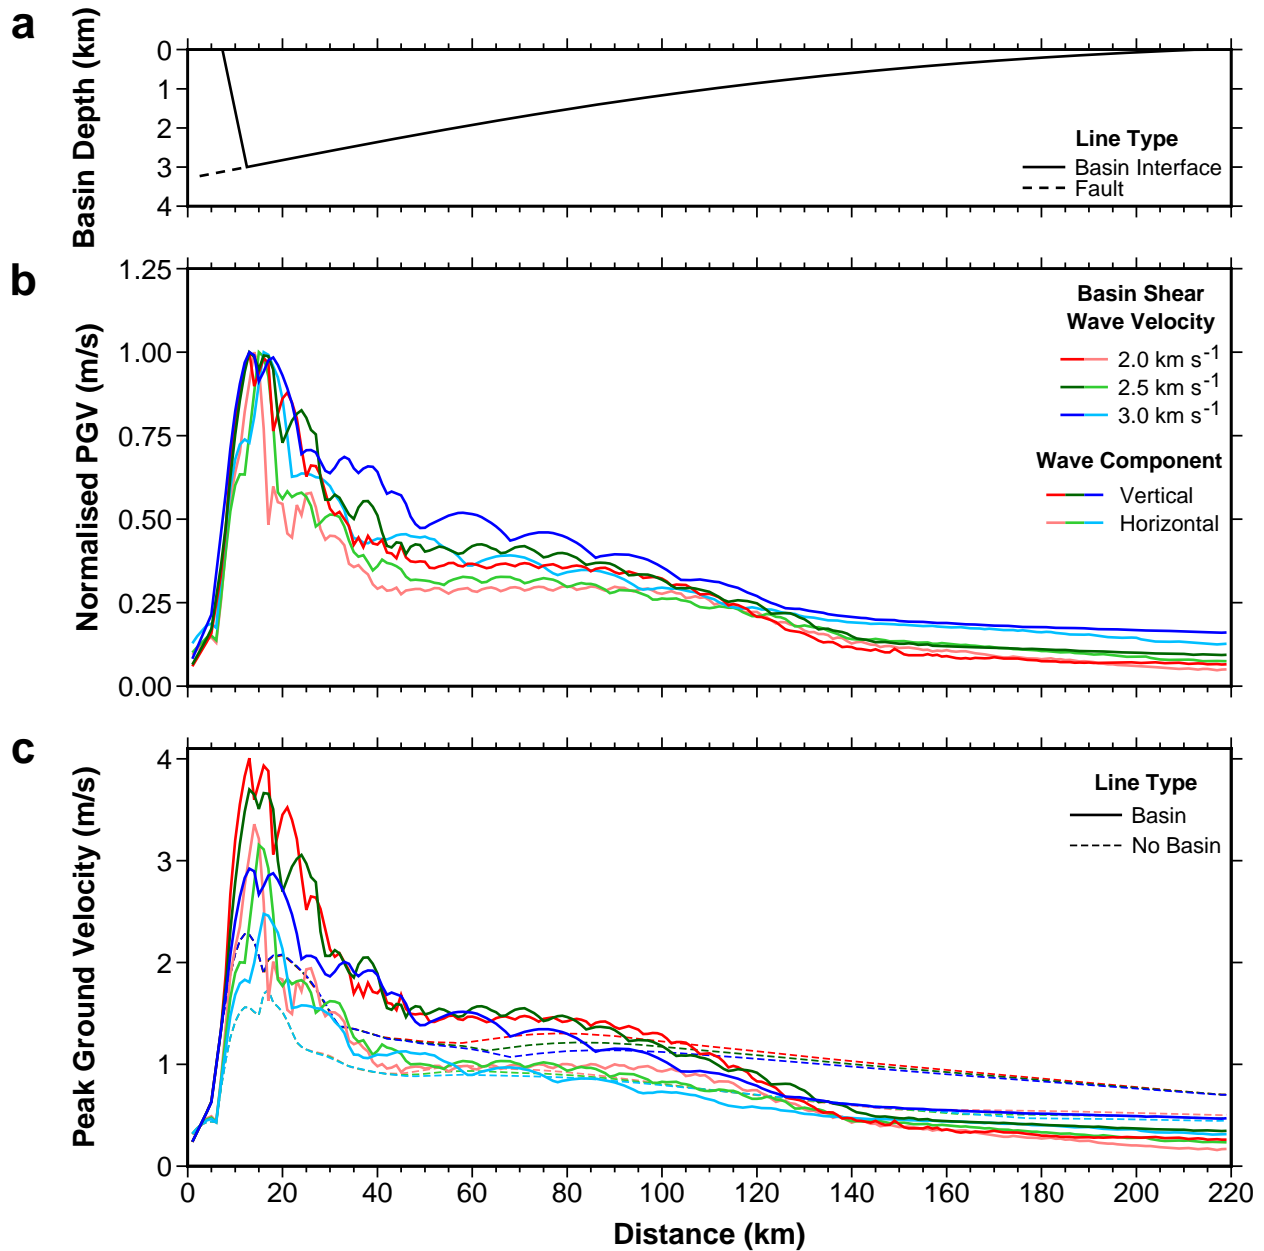 a
Basin Depth (km)
0
1
2
3
4
Line Type
Basin Interface
Fault
b
Normalised PGV (m/s)
1.25
1.00
0.75
0.50
0.25
0.00
Basin Shear
Wave Velocity
2.0 km s-1
2.5 km s-1
3.0 km s-1
Wave Component
Vertical
Horizontal
c
Peak Ground Velocity (m/s)
4
3
2
1
0
Line Type
Basin
No Basin
0 20 40 60 80 100 120 140 160 180 200 220
Distance (km)